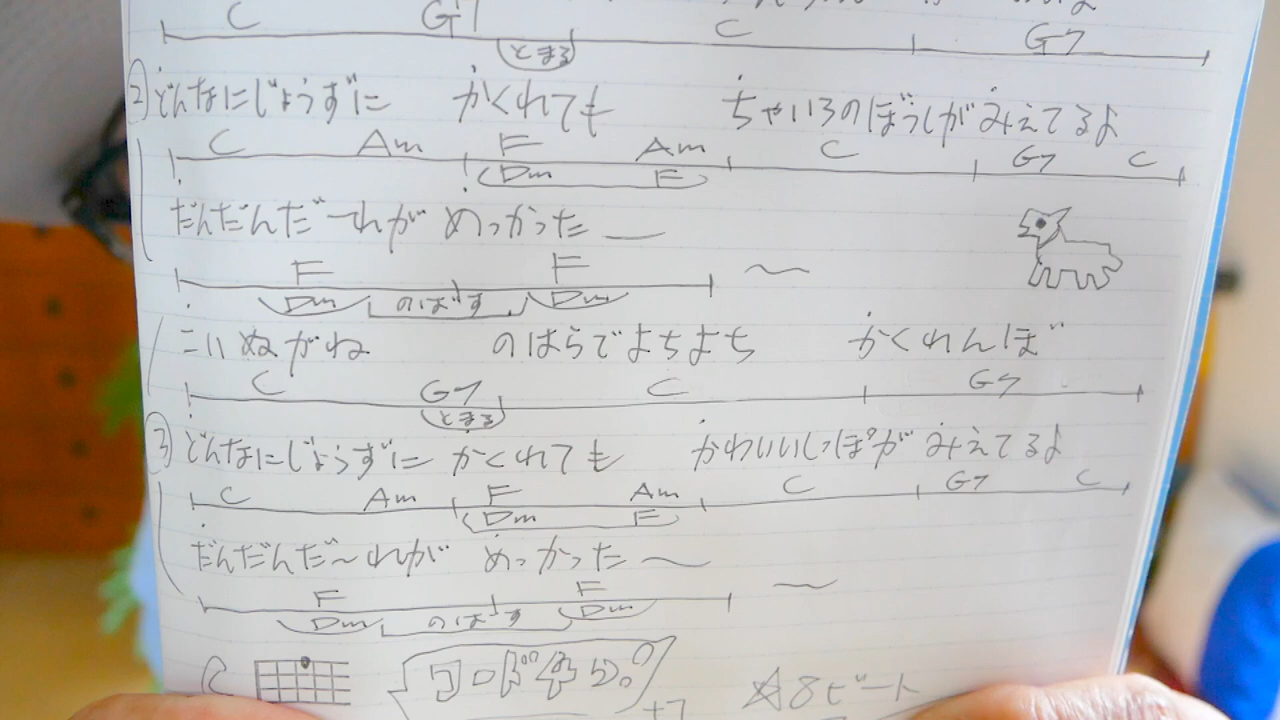 C G7 C G7
とまる
②どんなにじょうずに かくれても ちゃいろのぼうしが みえてるよ
C Am F Am C G7 C
Dm F
だんだんだ〜れが めっかった
F F 〜
Dm のばす Dm
こいぬがね のはらでよちよち かくれんぼ
C G7 C G7
とまる
③どんなにじょうずに かくれても かわいいしっぽが みえてるよ
C Am F Am C G7 C
Dm F
だんだんだ〜れが めっかった〜
F F 〜
Dm のばす Dm
C コード4つ。 ☆8ビート
+7